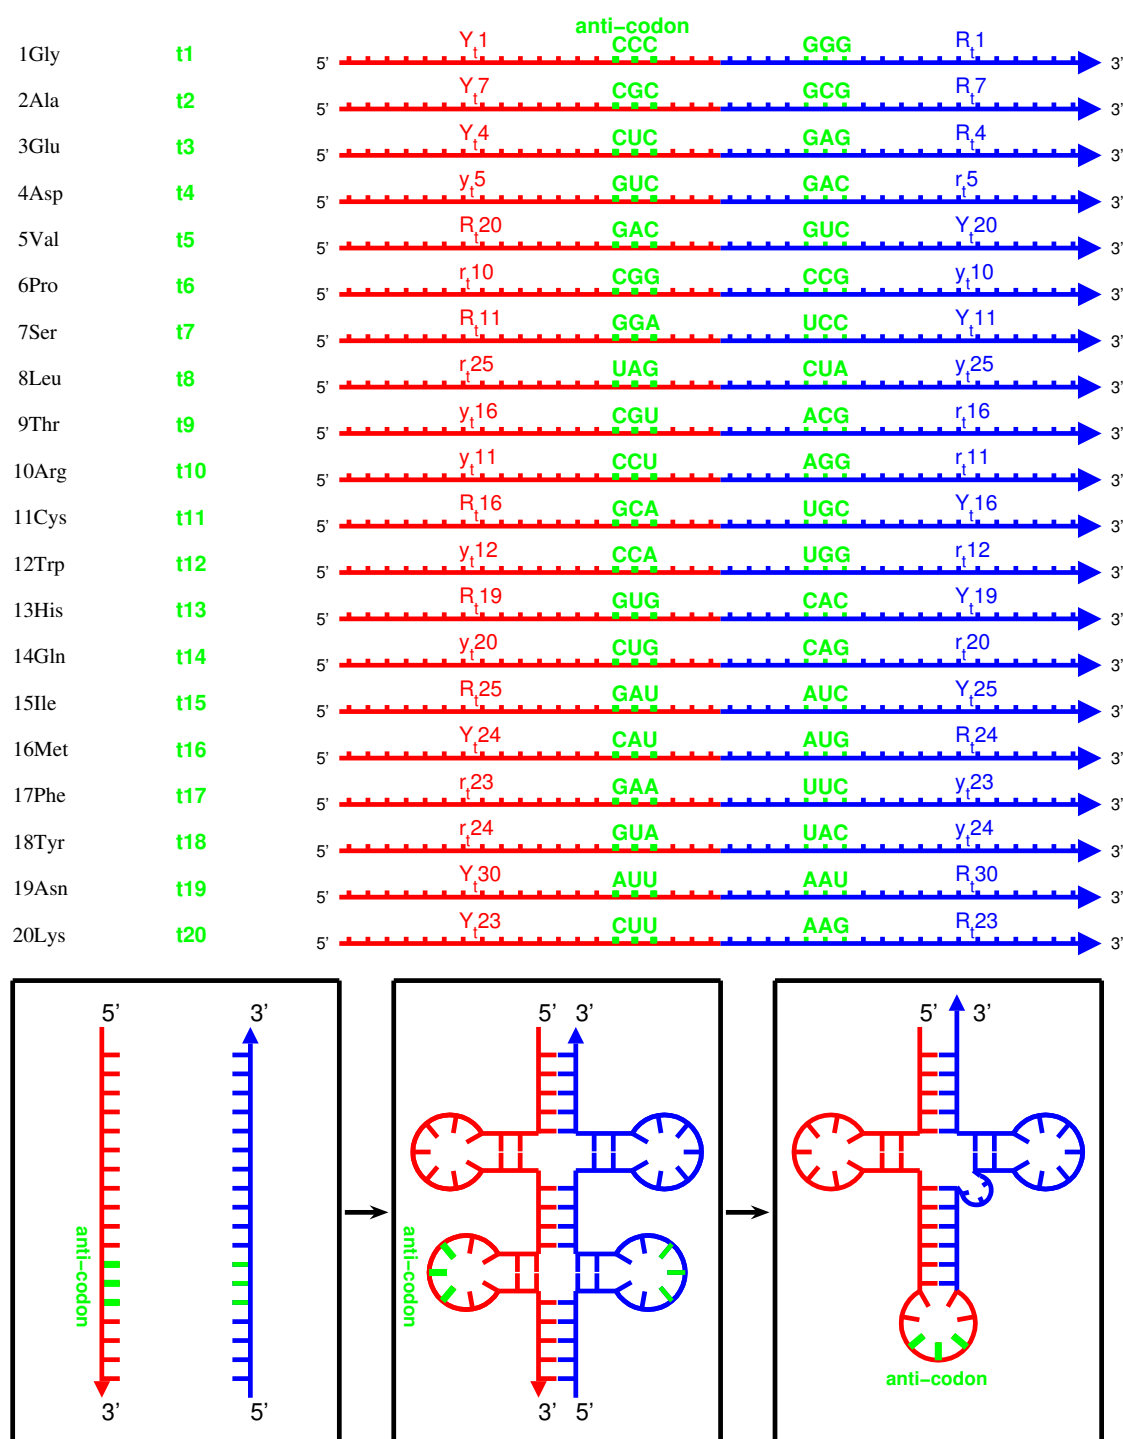 anti−codon
1Gly t1 5' Yt1 CCC GGG Rt1 3'
2Ala t2 5' Yt7 CGC GCG Rt7 3'
3Glu t3 5' Yt4 CUC GAG Rt4 3'
4Asp t4 5' yt5 GUC GAC rt5 3'
5Val t5 5' Rt20 GAC GUC Yt20 3'
6Pro t6 5' rt10 CGG CCG yt10 3'
7Ser t7 5' Rt11 GGA UCC Yt11 3'
8Leu t8 5' rt25 UAG CUA yt25 3'
9Thr t9 5' yt16 CGU ACG rt16 3'
10Arg t10 5' yt11 CCU AGG rt11 3'
11Cys t11 5' Rt16 GCA UGC Yt16 3'
12Trp t12 5' yt12 CCA UGG rt12 3'
13His t13 5' Rt19 GUG CAC Yt19 3'
14Gln t14 5' yt20 CUG CAG rt20 3'
15Ile t15 5' Rt25 GAU AUC Yt25 3'
16Met t16 5' Yt24 CAU AUG Rt24 3'
17Phe t17 5' rt23 GAA UUC yt23 3'
18Tyr t18 5' rt24 GUA UAC yt24 3'
19Asn t19 5' Yt30 AUU AAU Rt30 3'
20Lys t20 5' Yt23 CUU AAG Rt23 3'
5' 3' 5' 3' 5' 3'
anti−codon
anti−codon
anti−codon
3' 5' 3' 5'